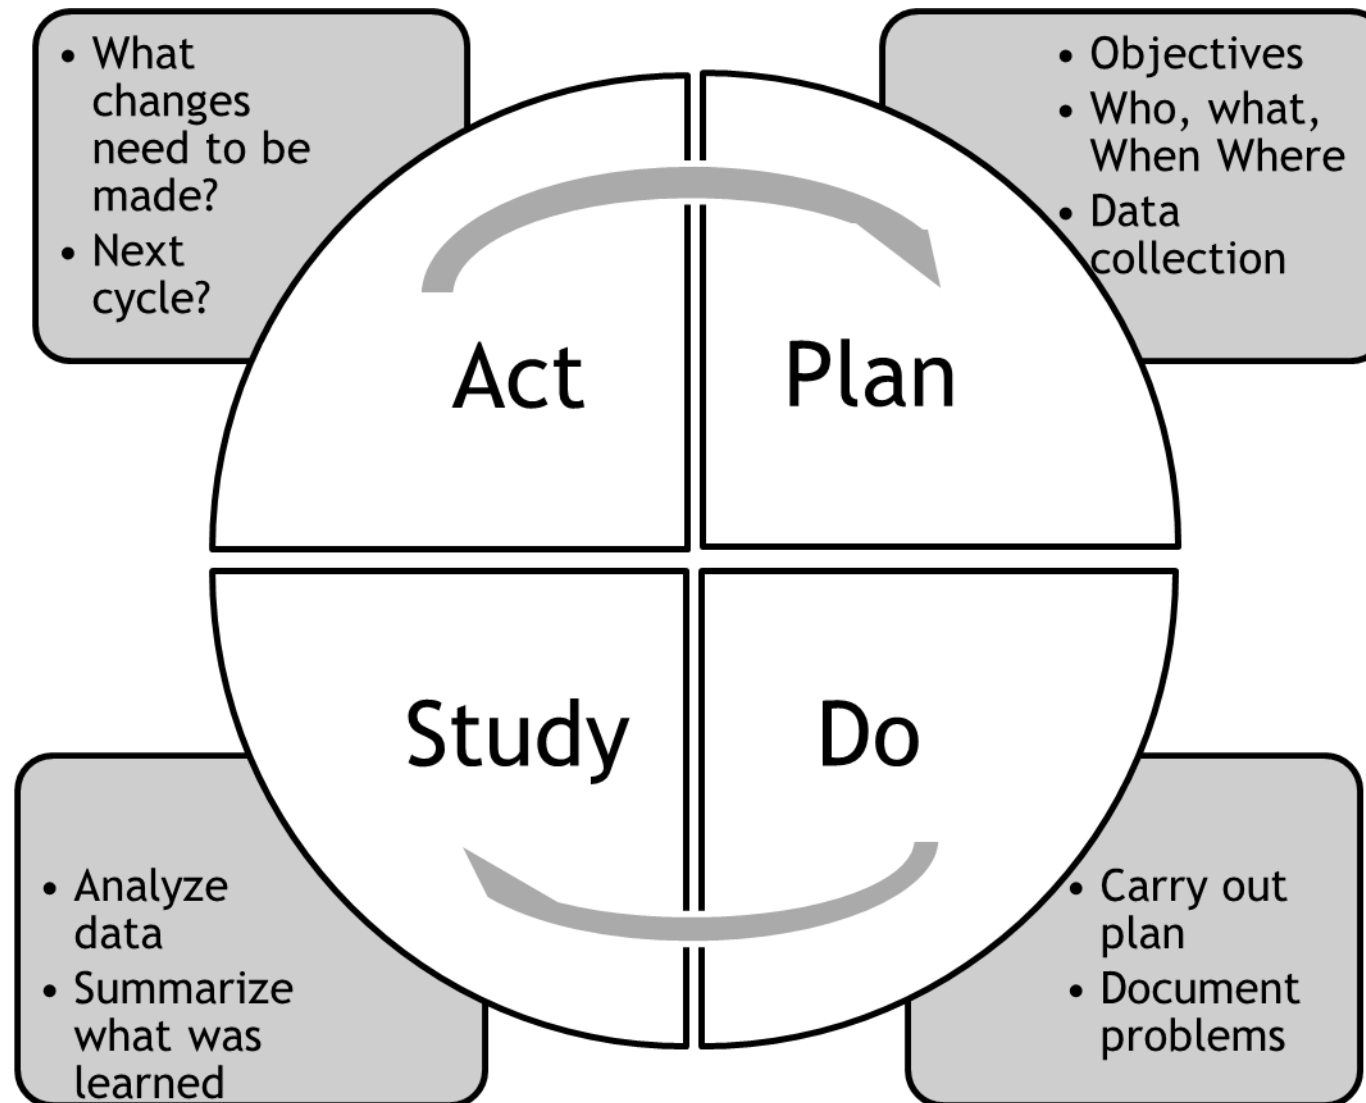 • What
changes
need to be
made?
• Next
cycle?
• Objectives
• Who, what,
When Where
• Data
collection
Act
Plan
Study
Do
• Analyze
data
• Summarize
what was
learned
• Carry out
plan
• Document
problems